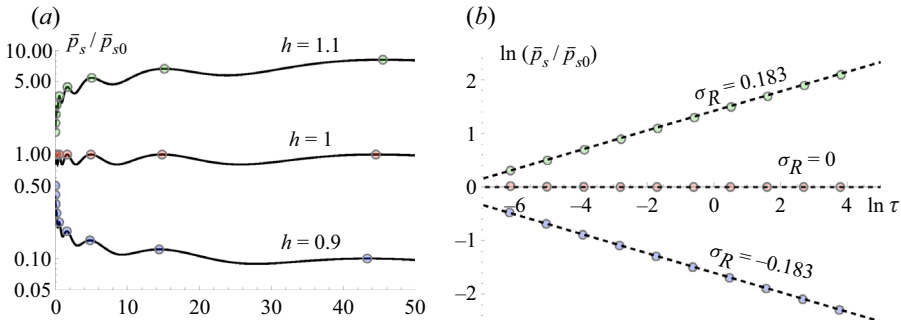 (a)
p̄s / p̄s0
10.00
5.00
1.00
0.50
0.10
0.05
h = 1.1
h = 1
h = 0.9
0 10 20 30 40 50
(b)
ln (p̄s / p̄s0)
2
1
0
−1
−2
−6 −4 −2 0 2 4 ln τ
σR = 0.183
σR = 0
σR = −0.183